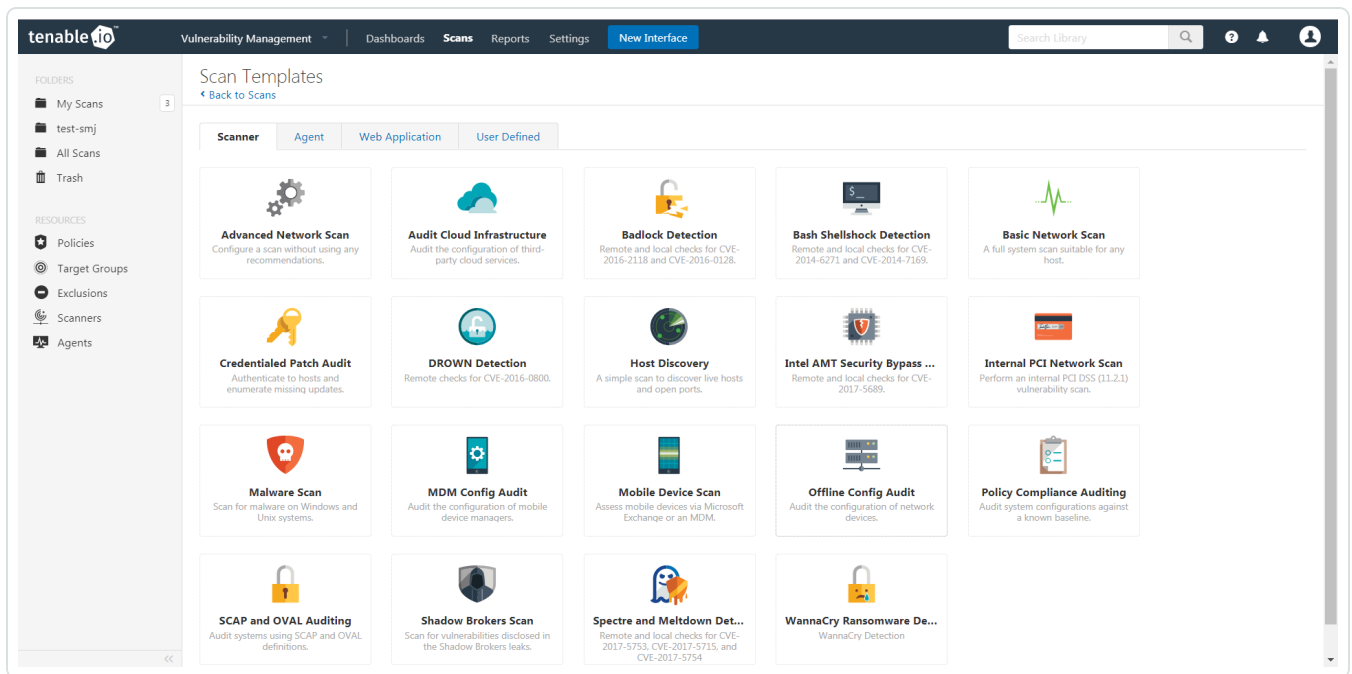 tenable.io™
Vulnerability Management
Dashboards
Scans
Reports
Settings
New Interface
Search Library
FOLDERS
My Scans
3
test-smj
All Scans
Trash
RESOURCES
Policies
Target Groups
Exclusions
Scanners
Agents
Scan Templates
Back to Scans
Scanner
Agent
Web Application
User Defined
Advanced Network Scan
Configure a scan without using any
recommendations.
Audit Cloud Infrastructure
Audit the configuration of third-
party cloud services.
Badlock Detection
Remote and local checks for CVE-
2016-2118 and CVE-2016-0128.
$_
Bash Shellshock Detection
Remote and local checks for CVE-
2014-6271 and CVE-2014-7169.
Basic Network Scan
A full system scan suitable for any
host.
Credentialed Patch Audit
Authenticate to hosts and
enumerate missing updates.
DROWN Detection
Remote checks for CVE-2016-0800.
Host Discovery
A simple scan to discover live hosts
and open ports.
Intel AMT Security Bypass ...
Remote and local checks for CVE-
2017-5689.
Internal PCI Network Scan
Perform an internal PCI DSS (11.2.1)
vulnerability scan.
Malware Scan
Scan for malware on Windows and
Unix systems.
MDM Config Audit
Audit the configuration of mobile
device managers.
Mobile Device Scan
Assess mobile devices via Microsoft
Exchange or an MDM.
Offline Config Audit
Audit the configuration of network
devices.
Policy Compliance Auditing
Audit system configurations against
a known baseline.
SCAP and OVAL Auditing
Audit systems using SCAP and OVAL
definitions.
Shadow Brokers Scan
Scan for vulnerabilities disclosed in
the Shadow Brokers leaks.
Spectre and Meltdown Det...
Remote and local checks for CVE-
2017-5753, CVE-2017-5715, and
CVE-2017-5754
WannaCry Ransomware De...
WannaCry Detection